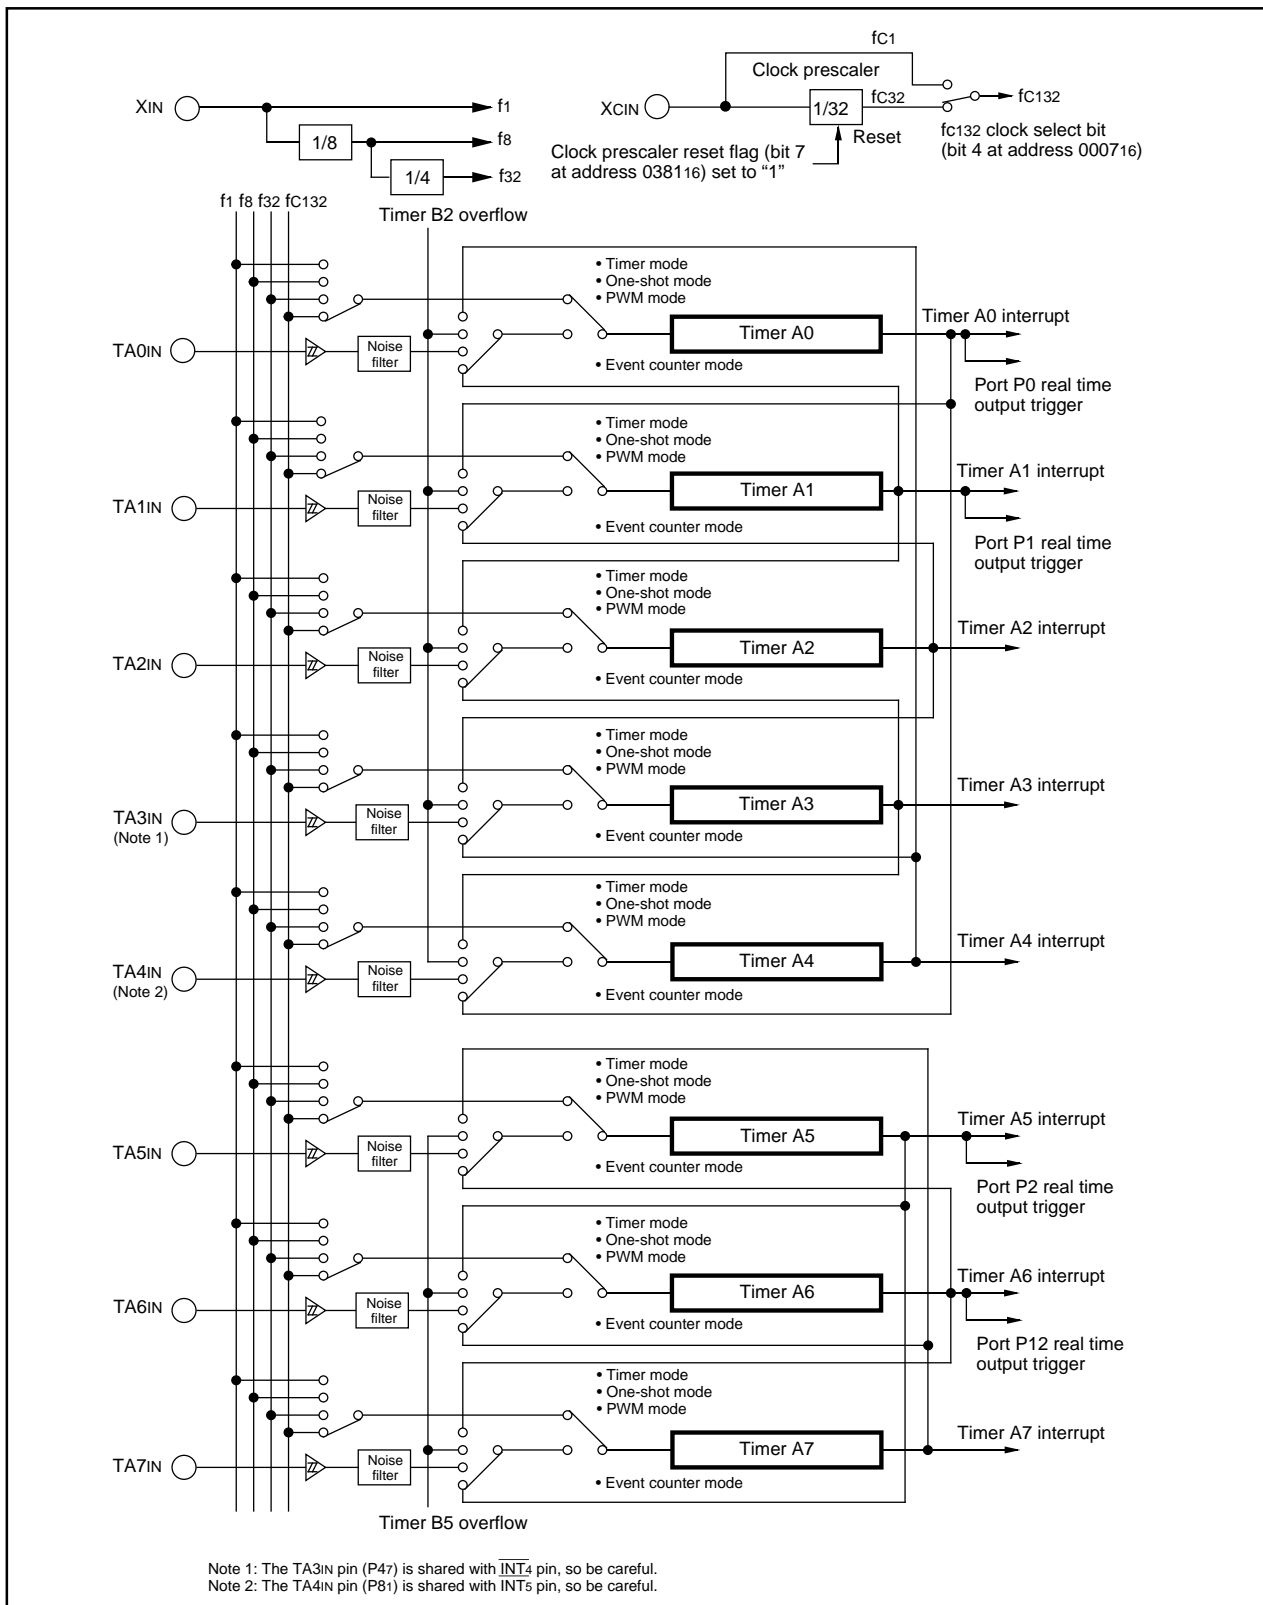 fC1
Clock prescaler
XIN
f1
XCIN
1/32
fC32
fC132
1/8
f8
Reset
fC132 clock select bit
(bit 4 at address 000716)
Clock prescaler reset flag (bit 7
at address 038116) set to “1”
1/4
f32
f1 f8 f32 fC132
Timer B2 overflow
• Timer mode
• One-shot mode
• PWM mode
TA0IN
Noise
filter
Timer A0
• Event counter mode
Timer A0 interrupt
Port P0 real time
output trigger
• Timer mode
• One-shot mode
• PWM mode
TA1IN
Noise
filter
Timer A1
• Event counter mode
Timer A1 interrupt
Port P1 real time
output trigger
• Timer mode
• One-shot mode
• PWM mode
TA2IN
Noise
filter
Timer A2
• Event counter mode
Timer A2 interrupt
• Timer mode
• One-shot mode
• PWM mode
TA3IN
(Note 1)
Noise
filter
Timer A3
• Event counter mode
Timer A3 interrupt
• Timer mode
• One-shot mode
• PWM mode
TA4IN
(Note 2)
Noise
filter
Timer A4
• Event counter mode
Timer A4 interrupt
• Timer mode
• One-shot mode
• PWM mode
TA5IN
Noise
filter
Timer A5
• Event counter mode
Timer A5 interrupt
Port P2 real time
output trigger
• Timer mode
• One-shot mode
• PWM mode
TA6IN
Noise
filter
Timer A6
• Event counter mode
Timer A6 interrupt
Port P12 real time
output trigger
• Timer mode
• One-shot mode
• PWM mode
TA7IN
Noise
filter
Timer A7
• Event counter mode
Timer A7 interrupt
Timer B5 overflow
Note 1: The TA3IN pin (P47) is shared with INT4 pin, so be careful.
Note 2: The TA4IN pin (P81) is shared with INT5 pin, so be careful.